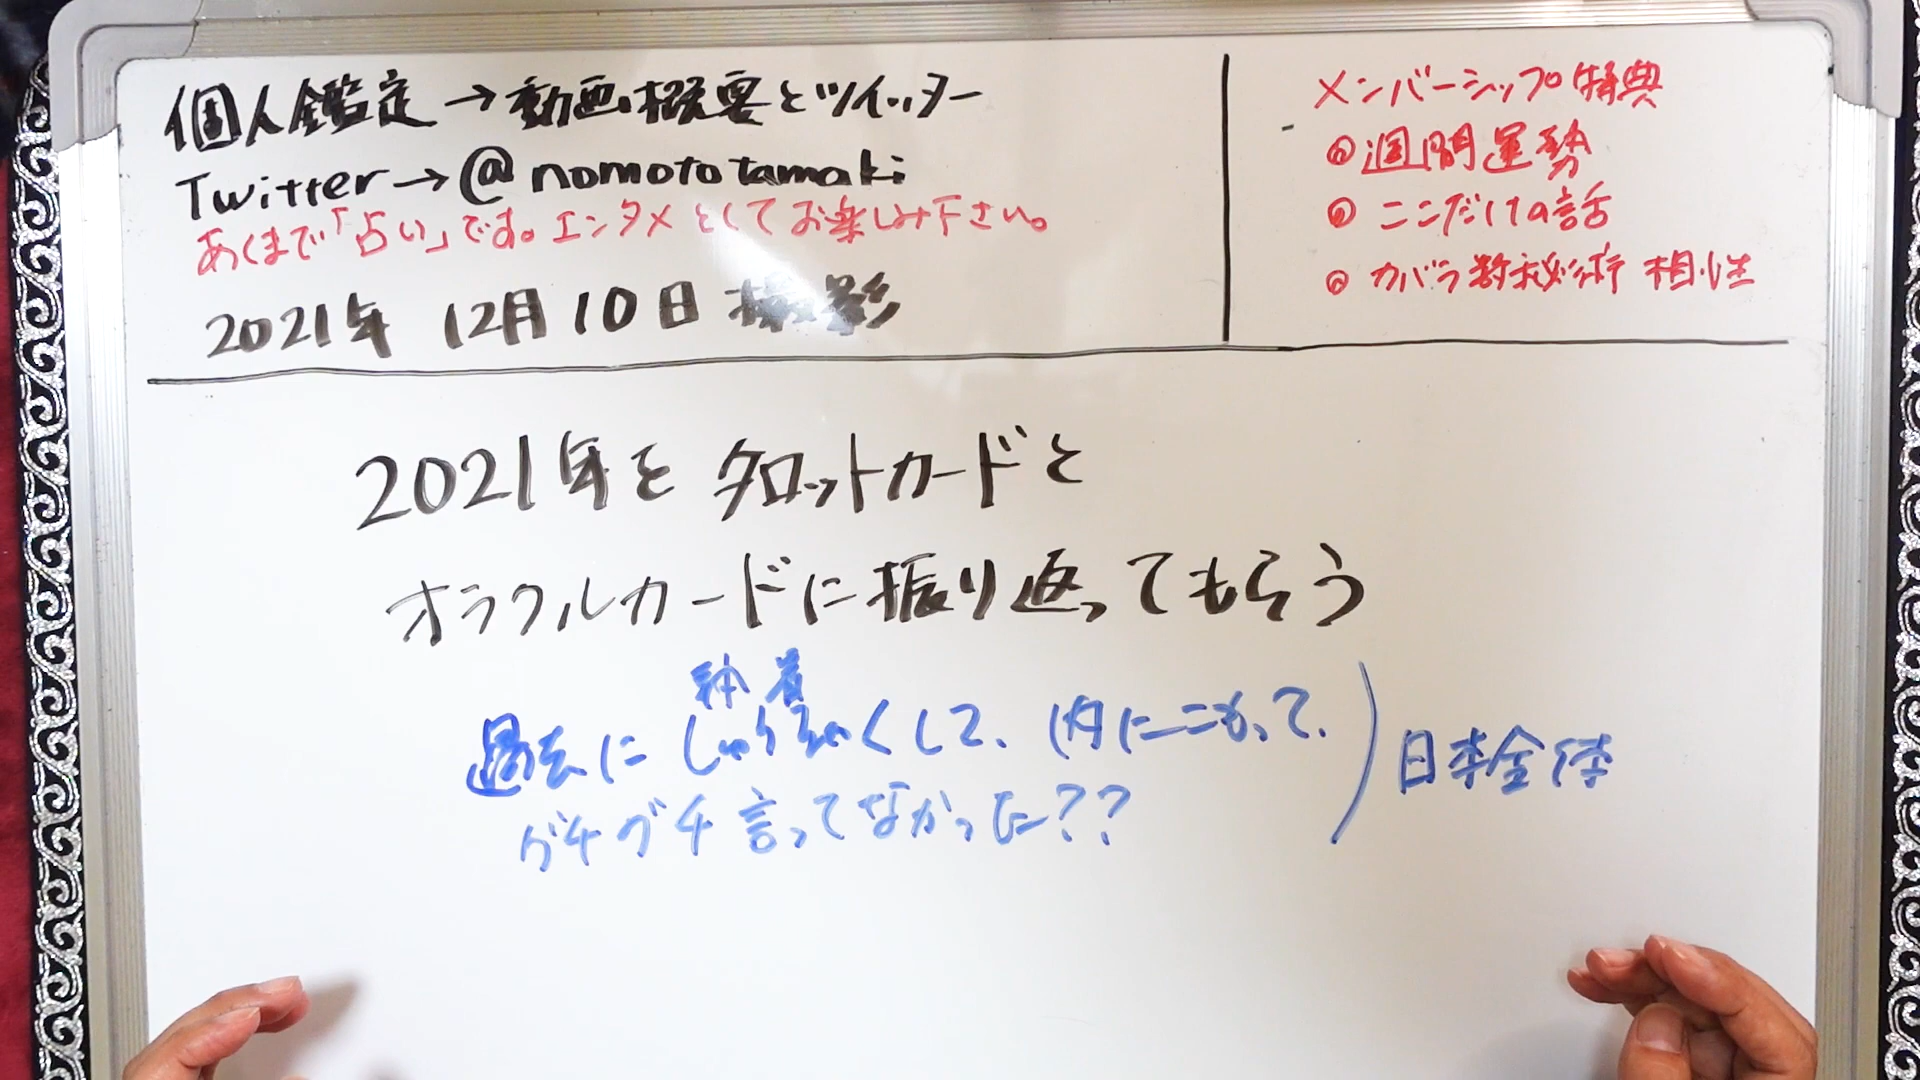 個人鑑定→動画概要とツイッター
Twitter→@nomototamaki
あくまで「占い」です。エンタメとしてお楽しみ下さい。
2021年 12月10日 撮影
メンバーシップ特典
◎週間運勢
◎ここだけの話
◎カバラ数秘術 相性
2021年をタロットカードと
オラクルカードに振り返ってもらう
過去にしゅうちゃくして、内にこもって、
グチグチ言ってなかった??
日本全体